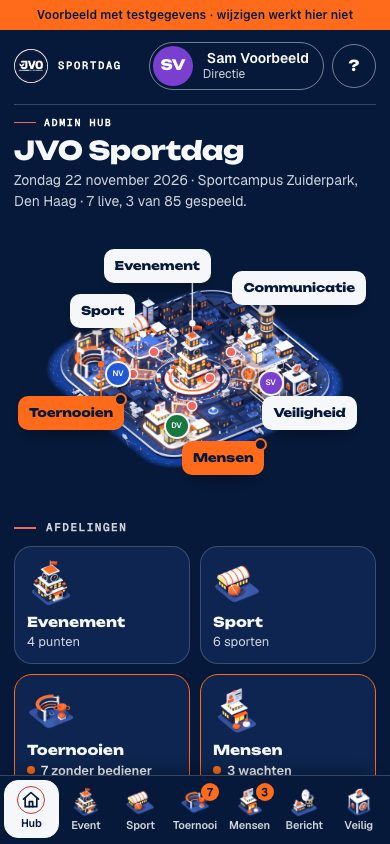 Voorbeeld met testgegevens · wijzigen werkt hier niet
JVO SPORTDAG
SV Sam Voorbeeld
Directie
?
ADMIN HUB
JVO Sportdag
Zondag 22 november 2026 · Sportcampus Zuiderpark,
Den Haag · 7 live, 3 van 85 gespeeld.
Evenement
Communicatie
Sport
NV
SV
Toernooien
Veiligheid
DV
Mensen
AFDELINGEN
Evenement
4 punten
Sport
6 sporten
Toernooien
7 zonder bediener
Mensen
3 wachten
7
3
Hub
Event
Sport
Toernooi
Mensen
Bericht
Veilig